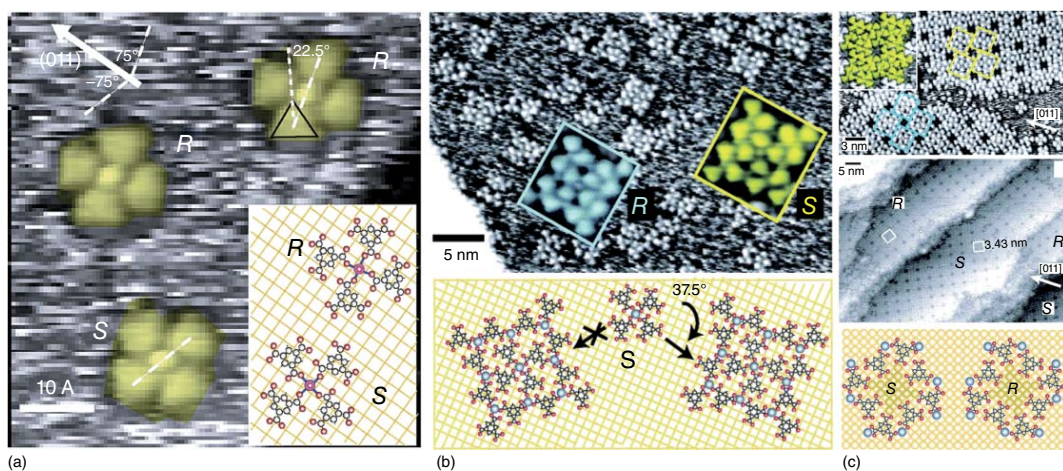 (011)
75°
–75°
22.5°
R
R
S
10 A
R
S
(a)
R
S
5 nm
37.5°
S
(b)
[011]
3 nm
5 nm
R
3.43 nm
S
R
[011]
S
S
R
(c)